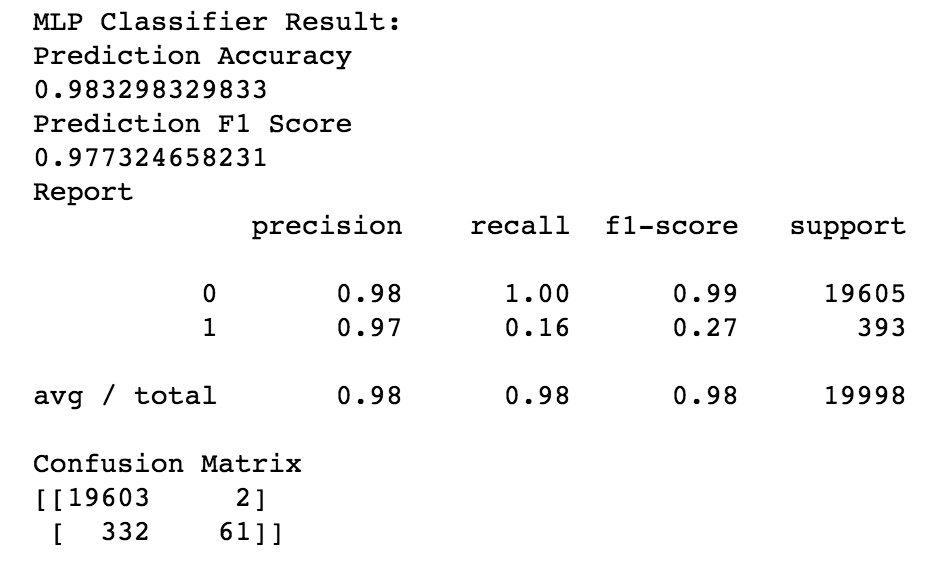 MLP Classifier Result:
Prediction Accuracy
0.983298329833
Prediction F1 Score
0.977324658231
Report
precision recall f1-score support
0 0.98 1.00 0.99 19605
1 0.97 0.16 0.27 393
avg / total 0.98 0.98 0.98 19998
Confusion Matrix
[[19603 2]
[ 332 61]]